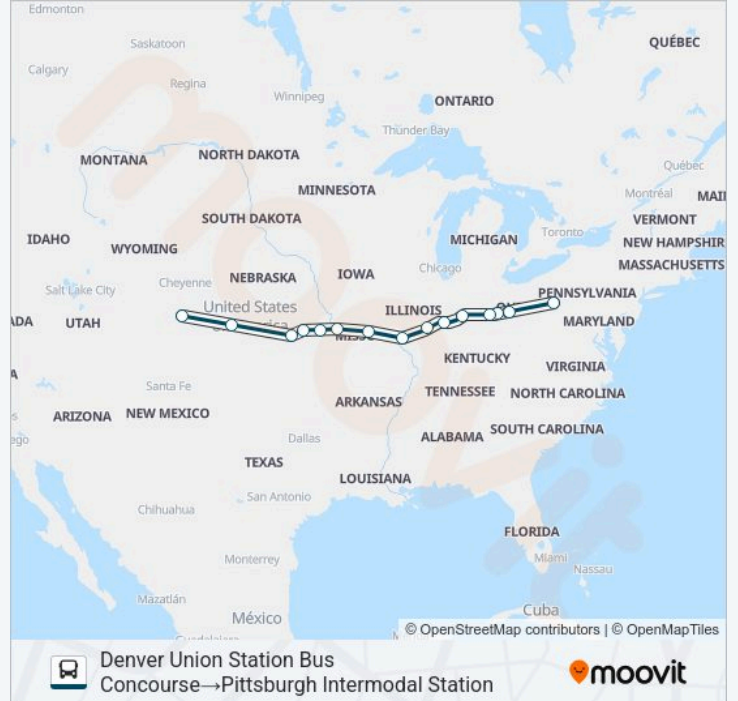 Edmonton
Saskatoon
QUÉBEC
Calgary
Regina
Winnipeg
ONTARIO
Thunder Bay
MONTANA
NORTH DAKOTA
Québec
MINNESOTA
Montréal
MAI
SOUTH DAKOTA
VERMONT
IDAHO
WYOMING
MICHIGAN
Toronto
NEW HAMPSHIR
Chicago
MASSACHUSETTS
Cheyenne
NEBRASKA
IOWA
Salt Lake City
PENNSYLVANIA
United States
ILLINOIS
ADA
UTAH
MARYLAND
KENTUCKY
VIRGINIA
A
Santa Fe
TENNESSEE
NORTH CAROLINA
ARKANSAS
ARIZONA
NEW MEXICO
SOUTH CAROLINA
Dallas
ALABAMA
TEXAS
LOUISIANA
San Antonio
Chihuahua
FLORIDA
Monterrey
Miami
Nassau
Mazatlán
México
Cuba
© OpenStreetMap contributors | © OpenMapTiles
Denver Union Station Bus
Concourse→Pittsburgh Intermodal Station
moovit